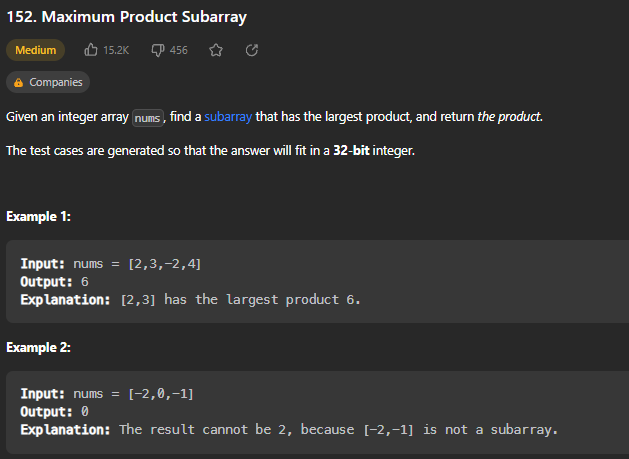 152. Maximum Product Subarray
Medium 15.2K 456
Companies
Given an integer array nums, find a subarray that has the largest product, and return the product.
The test cases are generated so that the answer will fit in a 32-bit integer.
Example 1:
Input: nums = [2,3,-2,4]
Output: 6
Explanation: [2,3] has the largest product 6.
Example 2:
Input: nums = [-2,0,-1]
Output: 0
Explanation: The result cannot be 2, because [-2,-1] is not a subarray.